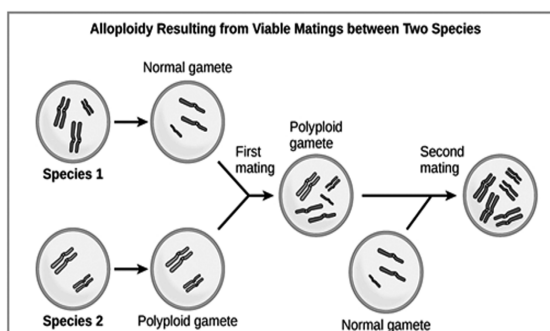 Alloploidy Resulting from Viable Matings between Two Species
Normal gamete
Species 1
First
mating
Polyploid
gamete
Second
mating
Species 2
Polyploid gamete
Normal gamete